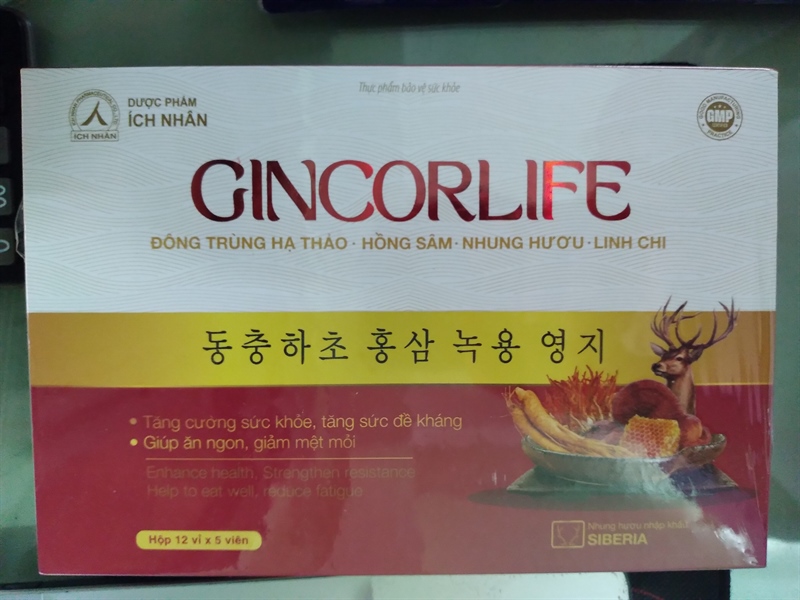 Thực phẩm bảo vệ sức khỏe
DƯỢC PHẨM
ÍCH NHÂN
ÍCH NHÂN
GOOD MANUFACTURING
GMP
PRACTICE
GINCORLIFE
ĐÔNG TRÙNG HẠ THẢO · HỒNG SÂM · NHUNG HƯƠU · LINH CHI
동충하초 홍삼 녹용 영지
• Tăng cường sức khỏe, tăng sức đề kháng
• Giúp ăn ngon, giảm mệt mỏi
Enhance health, Strengthen resistance
Help to eat well, reduce fatigue
Hộp 12 vỉ x 5 viên
Nhung hươu nhập khẩu
SIBERIA